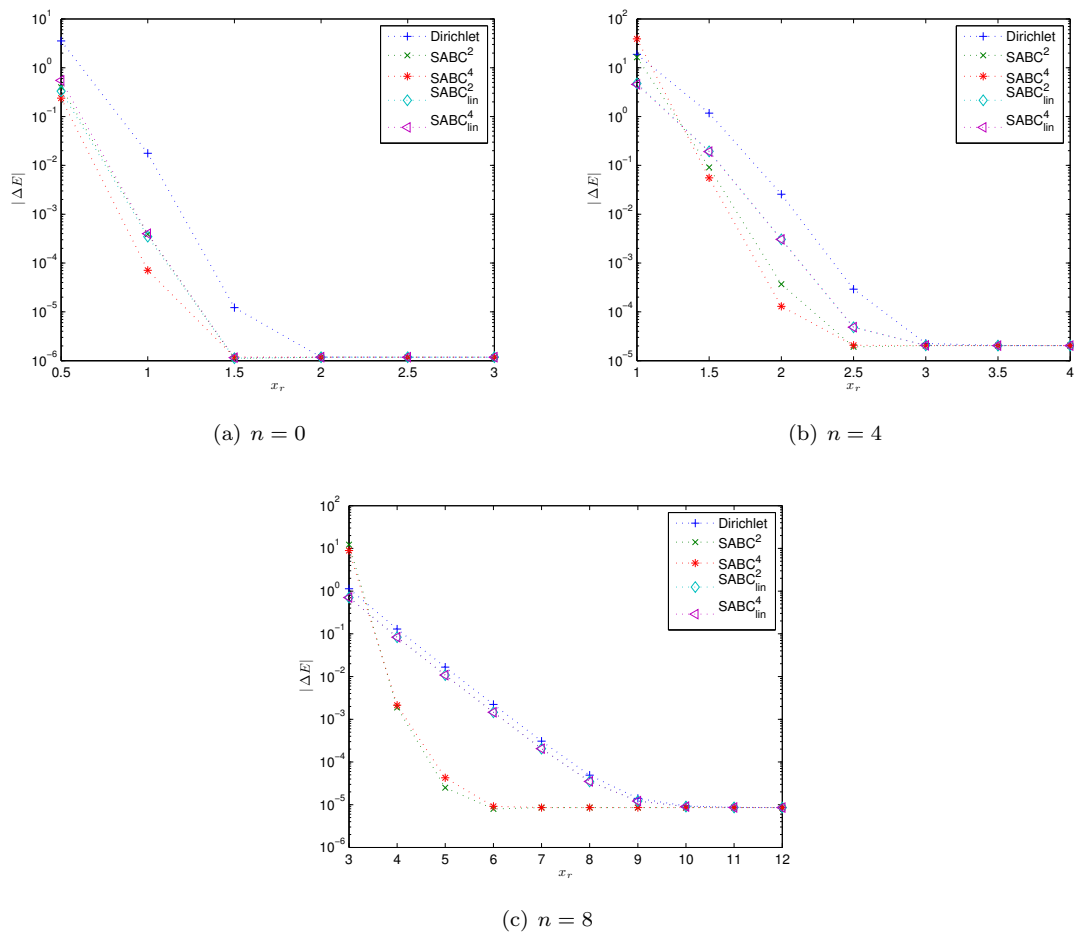 10^1
10^0
10^-1
10^-2
10^-3
10^-4
10^-5
10^-6
|ΔE|
0.5 1 1.5 2 2.5 3
x_r
Dirichlet
SABC^2
SABC^4
SABC^2_lin
SABC^4_lin
(a) n = 0
10^2
10^1
10^0
10^-1
10^-2
10^-3
10^-4
10^-5
|ΔE|
1 1.5 2 2.5 3 3.5 4
x_r
Dirichlet
SABC^2
SABC^4
SABC^2_lin
SABC^4_lin
(b) n = 4
10^2
10^1
10^0
10^-1
10^-2
10^-3
10^-4
10^-5
10^-6
|ΔE|
3 4 5 6 7 8 9 10 11 12
x_r
Dirichlet
SABC^2
SABC^4
SABC^2_lin
SABC^4_lin
(c) n = 8